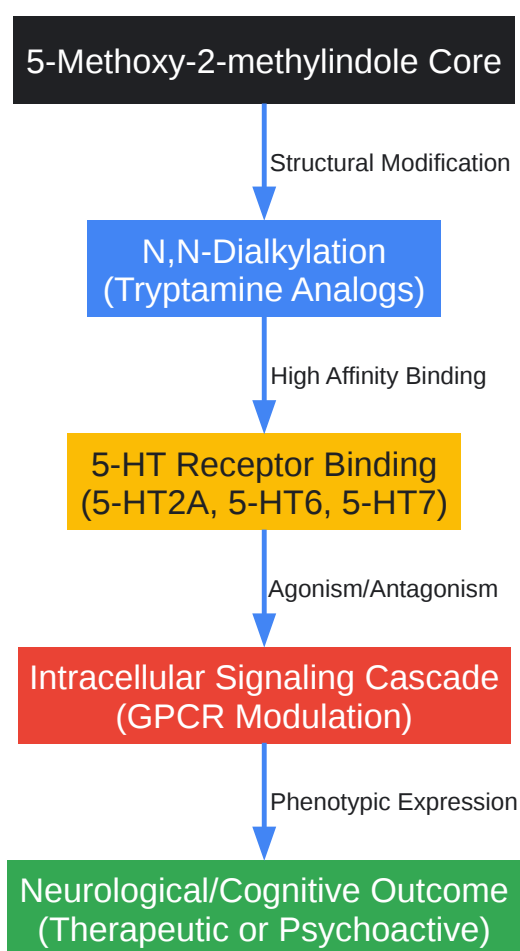 5-Methoxy-2-methylindole Core
Structural Modification
N,N-Dialkylation
(Tryptamine Analogs)
High Affinity Binding
5-HT Receptor Binding
(5-HT2A, 5-HT6, 5-HT7)
Agonism/Antagonism
Intracellular Signaling Cascade
(GPCR Modulation)
Phenotypic Expression
Neurological/Cognitive Outcome
(Therapeutic or Psychoactive)